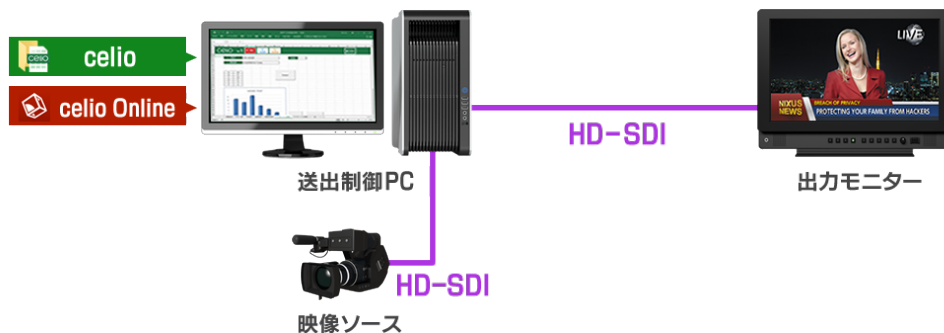 celio
celio Online
celio
送出制御PC
HD-SDI
HD-SDI
映像ソース
LIVE
NIXUS
NEWS
BREACH OF PRIVACY
PROTECTING YOUR FAMILY FROM HACKERS
出力モニター